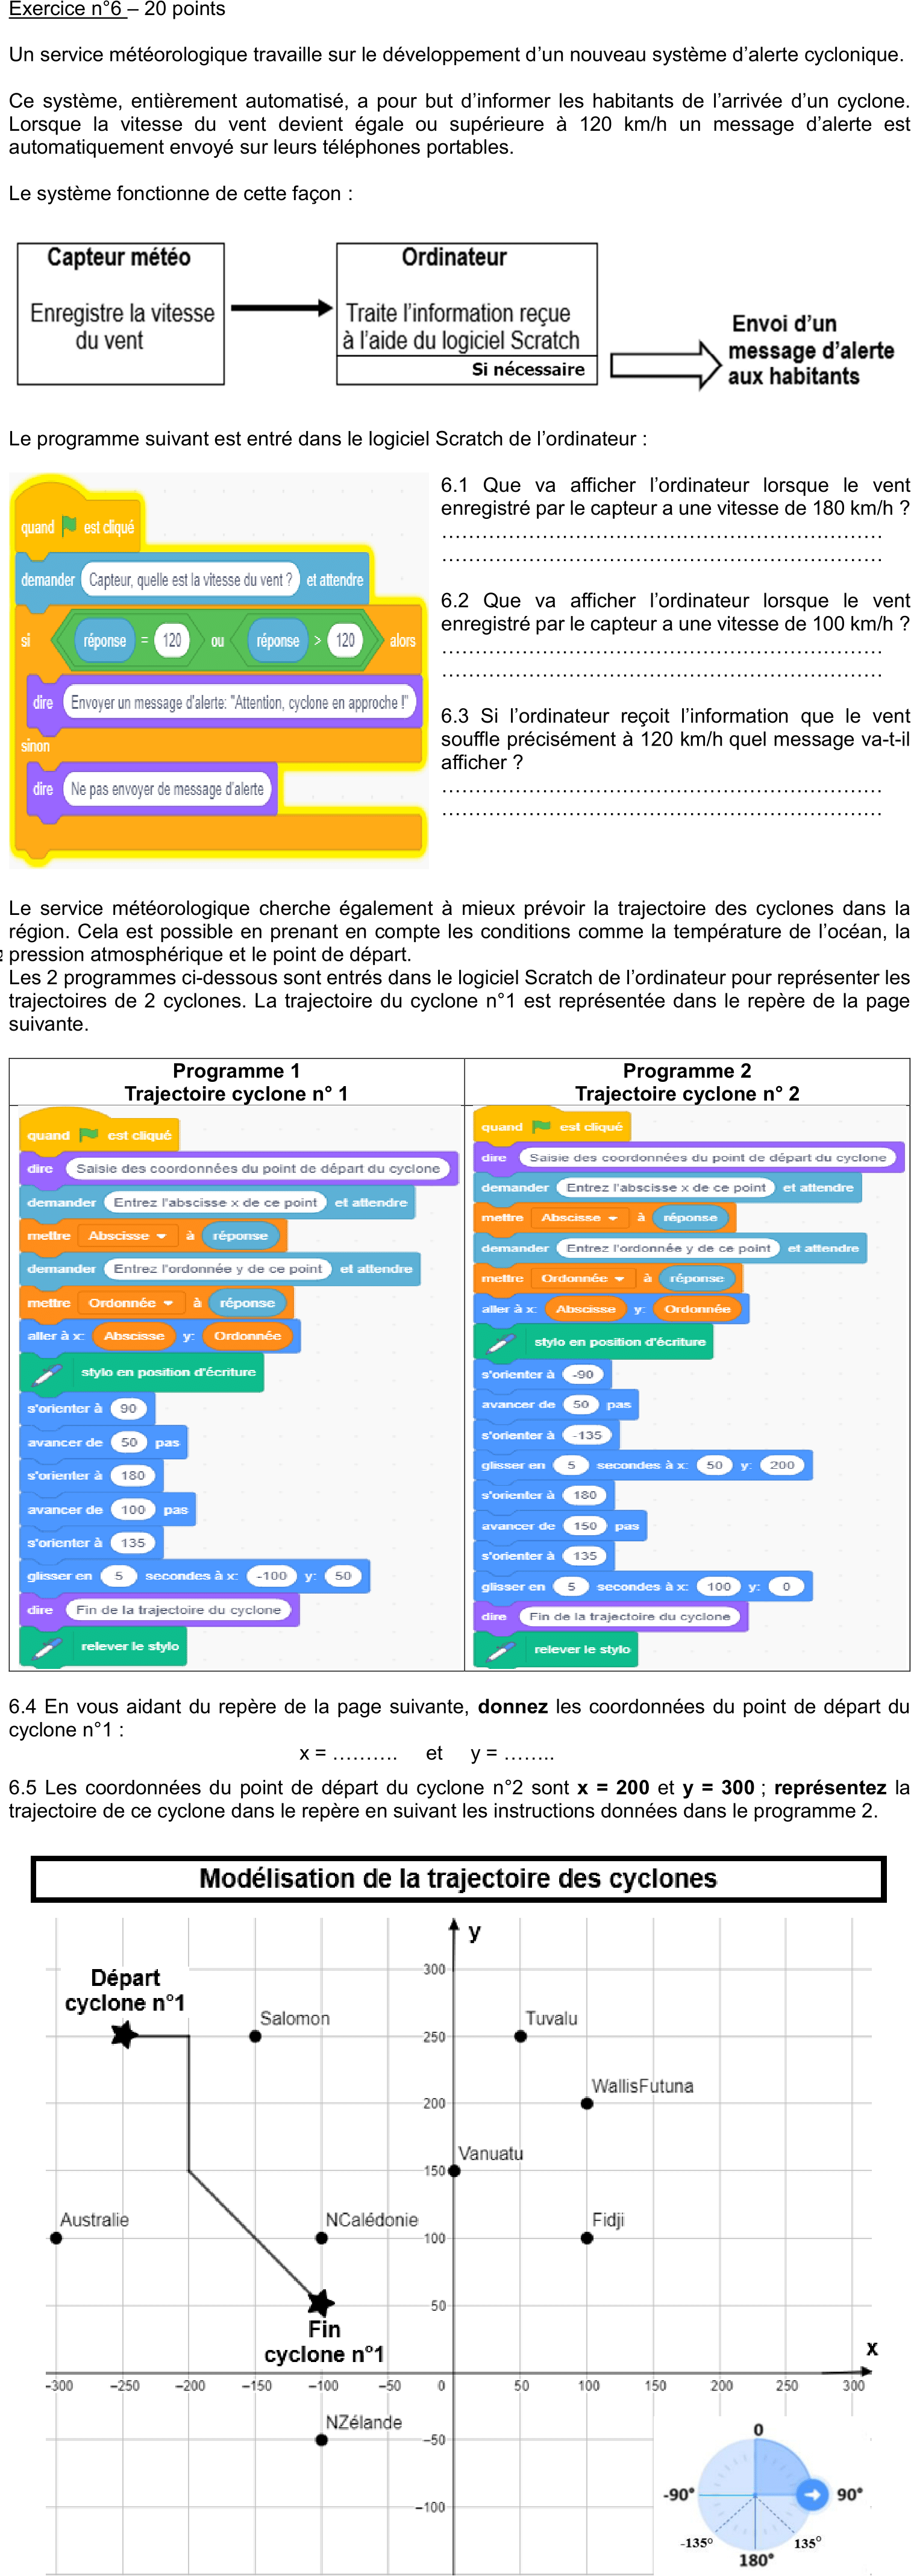 Exercice n°6 – 20 points
Un service météorologique travaille sur le développement d'un nouveau système d'alerte cyclonique.
Ce système, entièrement automatisé, a pour but d'informer les habitants de l'arrivée d'un cyclone.
Lorsque la vitesse du vent devient égale ou supérieure à 120 km/h un message d'alerte est
automatiquement envoyé sur leurs téléphones portables.
Le système fonctionne de cette façon :
Capteur météo
Enregistre la vitesse
du vent
Ordinateur
Traite l'information reçue
à l'aide du logiciel Scratch
Si nécessaire
Envoi d'un
message d'alerte
aux habitants
Le programme suivant est entré dans le logiciel Scratch de l'ordinateur :
quand est cliqué
demander Capteur, quelle est la vitesse du vent ? et attendre
si réponse = 120 ou réponse > 120 alors
dire Envoyer un message d'alerte: "Attention, cyclone en approche !"
sinon
dire Ne pas envoyer de message d'alerte
6.1 Que va afficher l'ordinateur lorsque le vent
enregistré par le capteur a une vitesse de 180 km/h ?
………………………………………………………………
………………………………………………………………
6.2 Que va afficher l'ordinateur lorsque le vent
enregistré par le capteur a une vitesse de 100 km/h ?
………………………………………………………………
………………………………………………………………
6.3 Si l'ordinateur reçoit l'information que le vent
souffle précisément à 120 km/h quel message va-t-il
afficher ?
………………………………………………………………
………………………………………………………………
Le service météorologique cherche également à mieux prévoir la trajectoire des cyclones dans la
région. Cela est possible en prenant en compte les conditions comme la température de l'océan, la
pression atmosphérique et le point de départ.
Les 2 programmes ci-dessous sont entrés dans le logiciel Scratch de l'ordinateur pour représenter les
trajectoires de 2 cyclones. La trajectoire du cyclone n°1 est représentée dans le repère de la page
suivante.
Programme 1
Trajectoire cyclone n° 1
quand est cliqué
dire Saisie des coordonnées du point de départ du cyclone
demander Entrez l'abscisse x de ce point et attendre
mettre Abscisse à réponse
demander Entrez l'ordonnée y de ce point et attendre
mettre Ordonnée à réponse
aller à x: Abscisse y: Ordonnée
stylo en position d'écriture
s'orienter à 90
avancer de 50 pas
s'orienter à 180
avancer de 100 pas
s'orienter à 135
glisser en 5 secondes à x: -100 y: 50
dire Fin de la trajectoire du cyclone
relever le stylo
Programme 2
Trajectoire cyclone n° 2
quand est cliqué
dire Saisie des coordonnées du point de départ du cyclone
demander Entrez l'abscisse x de ce point et attendre
mettre Abscisse à réponse
demander Entrez l'ordonnée y de ce point et attendre
mettre Ordonnée à réponse
aller à x: Abscisse y: Ordonnée
stylo en position d'écriture
s'orienter à -90
avancer de 50 pas
s'orienter à -135
glisser en 5 secondes à x: 50 y: 200
s'orienter à 180
avancer de 150 pas
s'orienter à 135
glisser en 5 secondes à x: 100 y: 0
dire Fin de la trajectoire du cyclone
relever le stylo
6.4 En vous aidant du repère de la page suivante, donnez les coordonnées du point de départ du
cyclone n°1 :
x = ………. et y = ……..
6.5 Les coordonnées du point de départ du cyclone n°2 sont x = 200 et y = 300 ; représentez la
trajectoire de ce cyclone dans le repère en suivant les instructions données dans le programme 2.
Modélisation de la trajectoire des cyclones
y
300
Départ
cyclone n°1
Salomon
Tuvalu
250
WallisFutuna
200
Vanuatu
150
Australie
NCalédonie
Fidji
100
50
Fin
cyclone n°1
x
-300 -250 -200 -150 -100 -50 0 50 100 150 200 250 300
NZélande
-50
-100
0
-90° 90°
-135° 135°
180°